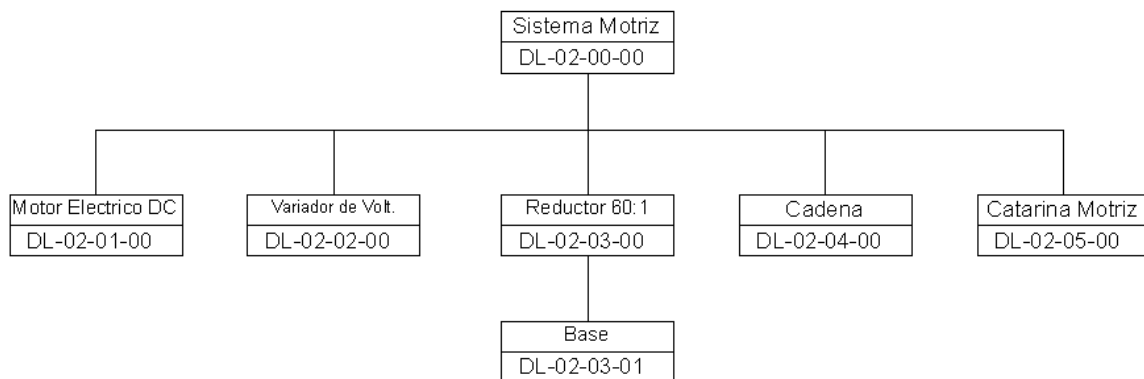 Sistema Motriz
DL-02-00-00
Motor Electrico DC
DL-02-01-00
Variador de Volt.
DL-02-02-00
Reductor 60:1
DL-02-03-00
Cadena
DL-02-04-00
Catarina Motriz
DL-02-05-00
Base
DL-02-03-01